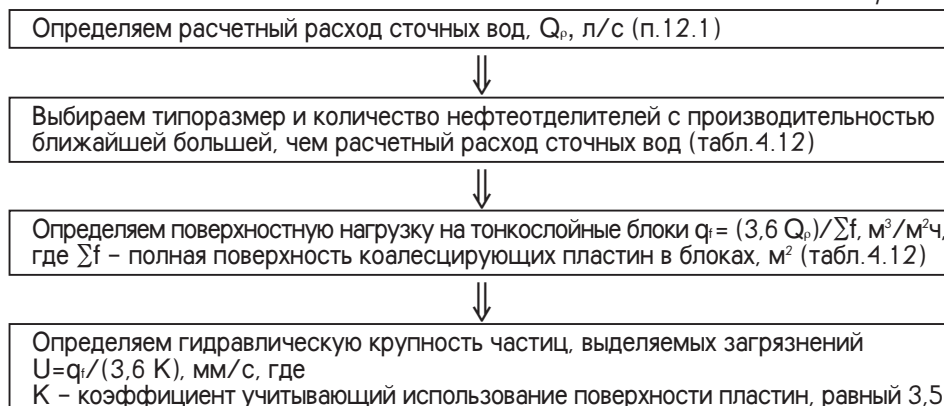 Определяем расчетный расход сточных вод, Qᵨ, л/с (п.12.1)
⇓
Выбираем типоразмер и количество нефтеотделителей с производительностью
ближайшей большей, чем расчетный расход сточных вод (табл.4.12)
⇓
Определяем поверхностную нагрузку на тонкослойные блоки qf = (3,6 Qᵨ)/∑f, м³/м²ч,
где ∑f – полная поверхность коалесцирующих пластин в блоках, м² (табл.4.12)
⇓
Определяем гидравлическую крупность частиц, выделяемых загрязнений
U=qf/(3,6 K), мм/с, где
K – коэффициент учитывающий использование поверхности пластин, равный 3,5